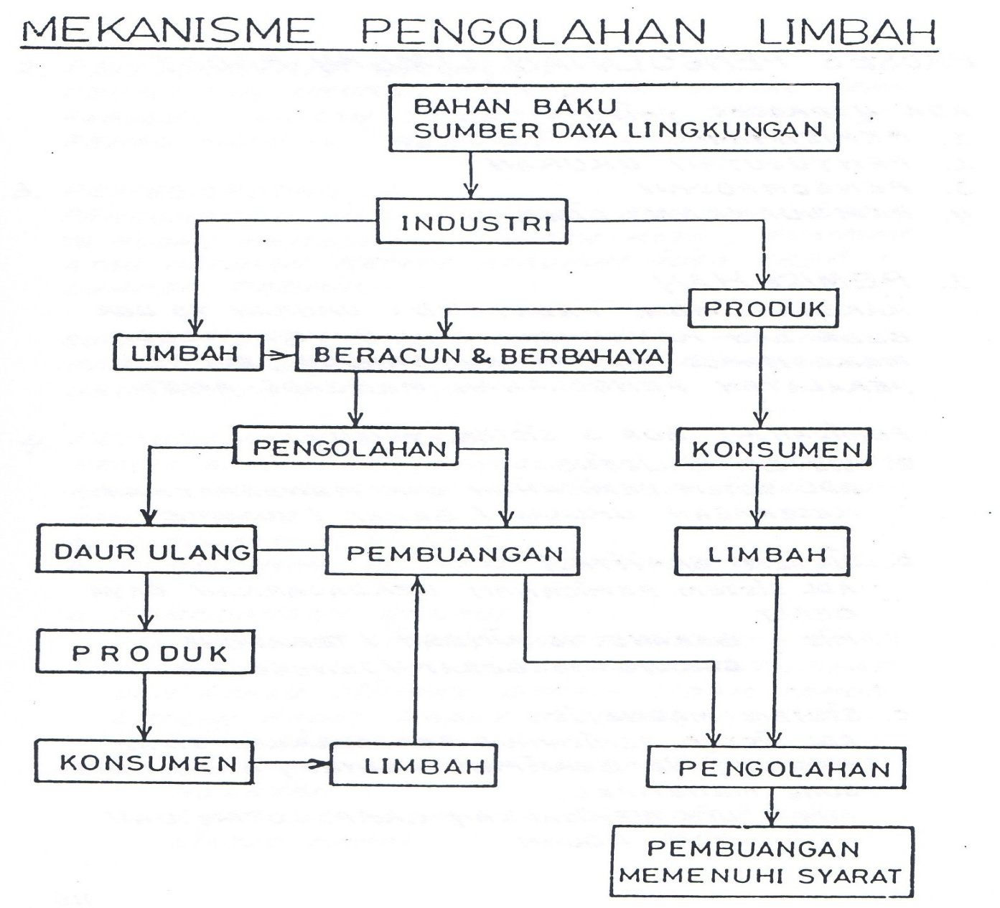 MEKANISME PENGOLAHAN LIMBAH
BAHAN BAKU
SUMBER DAYA LINGKUNGAN
INDUSTRI
PRODUK
LIMBAH
BERACUN & BERBAHAYA
PENGOLAHAN
KONSUMEN
DAUR ULANG
PEMBUANGAN
LIMBAH
PRODUK
KONSUMEN
LIMBAH
PENGOLAHAN
PEMBUANGAN
MEMENUHI SYARAT